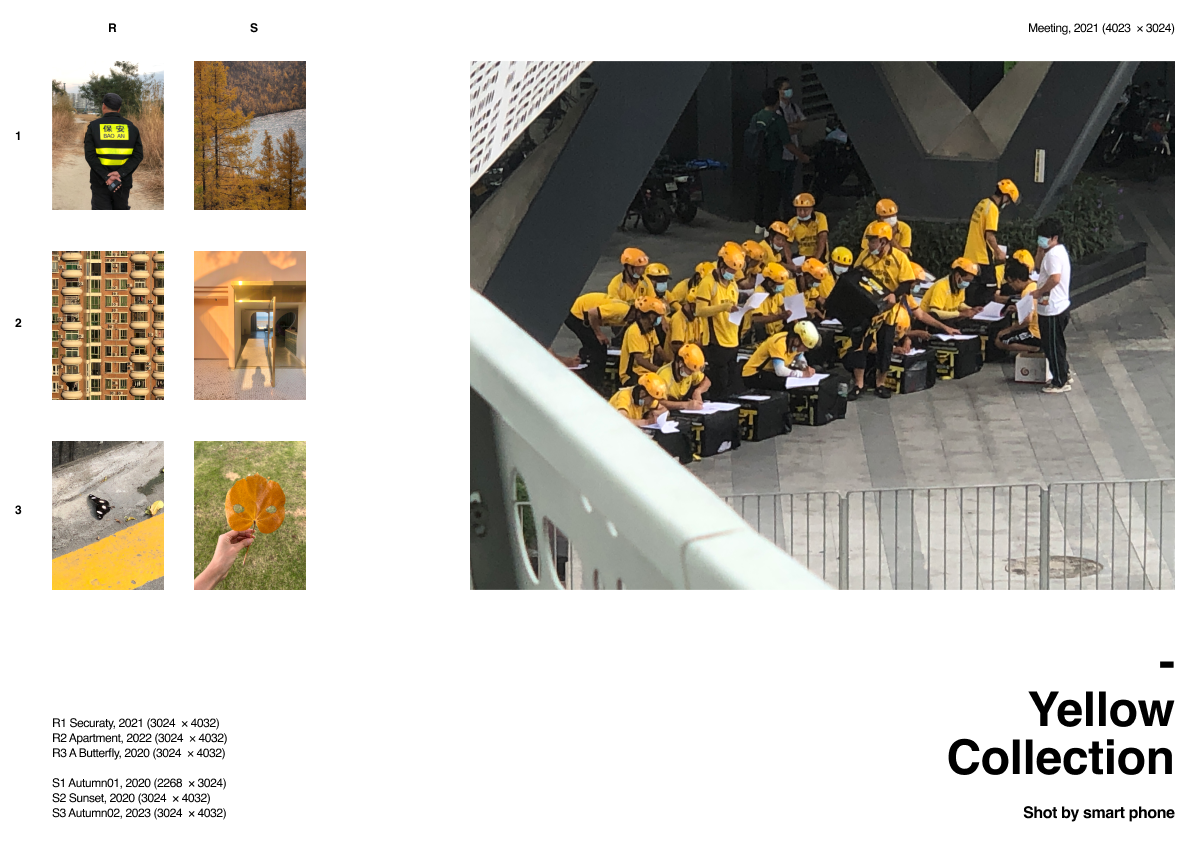 R
S
Meeting, 2021 (4023 × 3024)
1
保 安
BAO AN
2
3
-
Yellow
Collection
R1 Securaty, 2021 (3024 × 4032)
R2 Apartment, 2022 (3024 × 4032)
R3 A Butterfly, 2020 (3024 × 4032)
S1 Autumn01, 2020 (2268 × 3024)
S2 Sunset, 2020 (3024 × 4032)
S3 Autumn02, 2023 (3024 × 4032)
Shot by smart phone